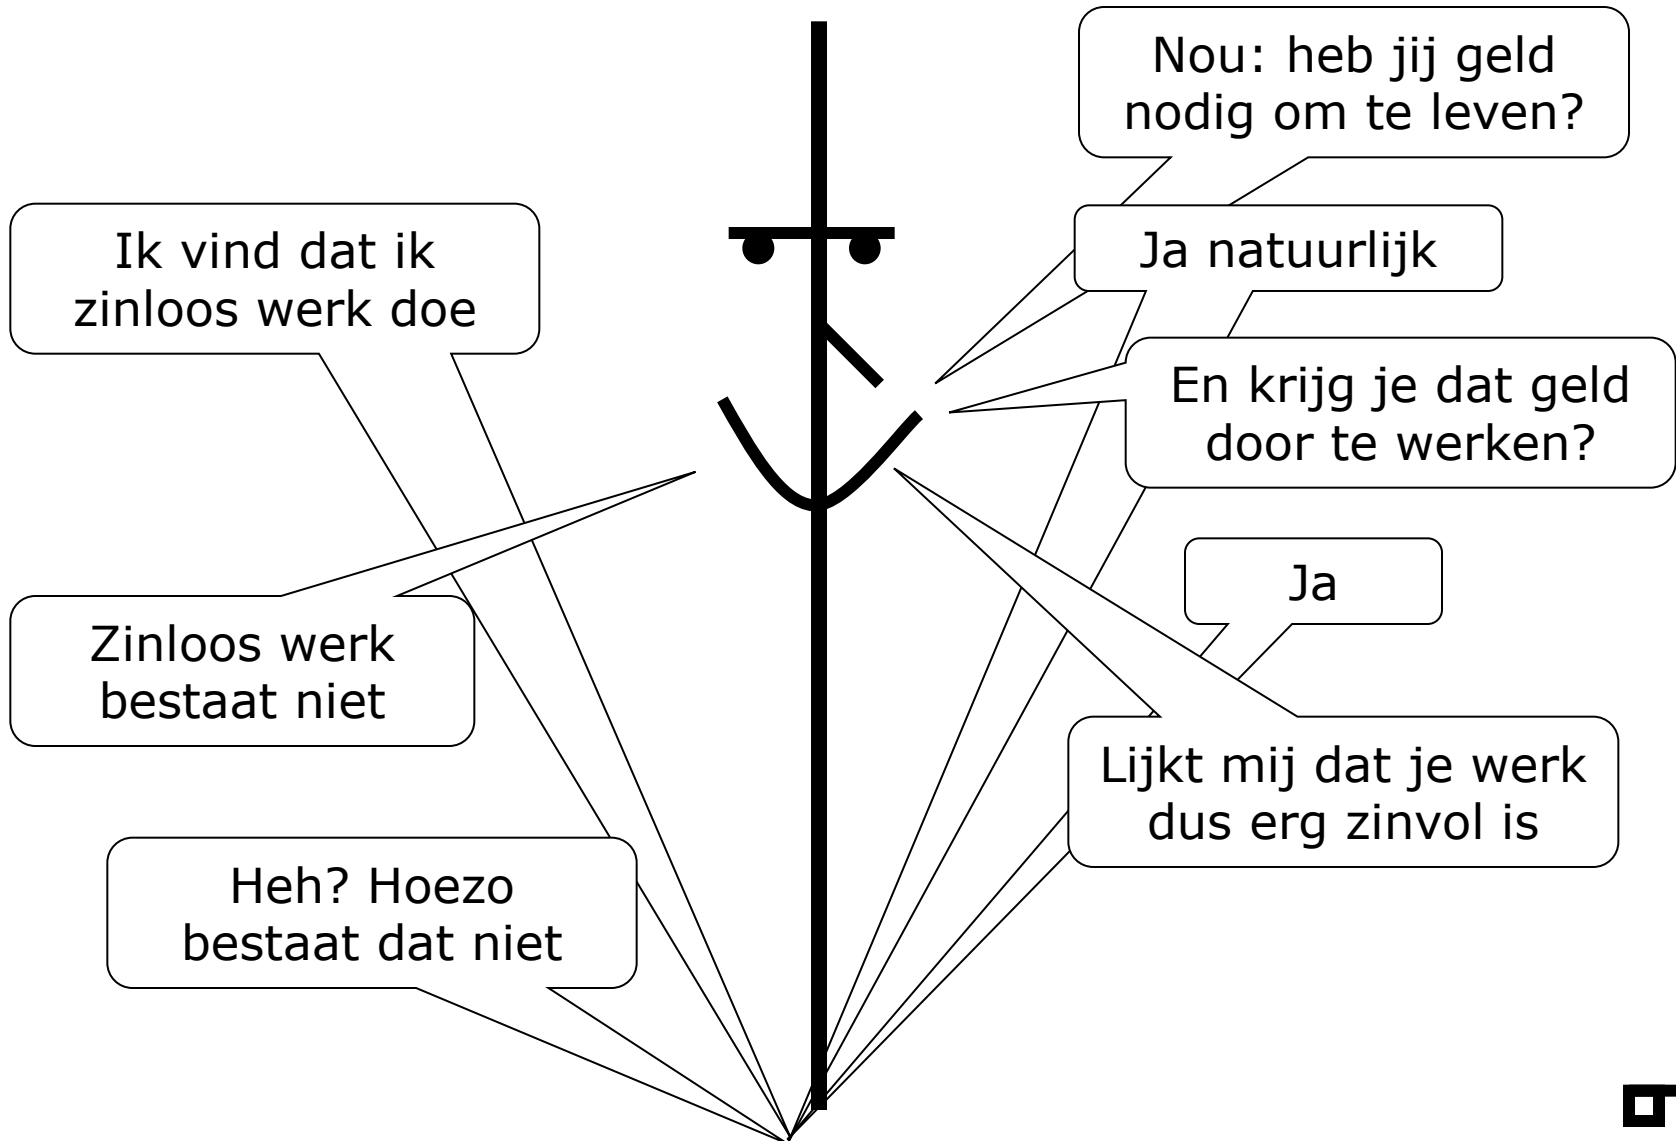 Ik vind dat ik
zinloos werk doe
Zinloos werk
bestaat niet
Heh? Hoezo
bestaat dat niet
Nou: heb jij geld
nodig om te leven?
Ja natuurlijk
En krijg je dat geld
door te werken?
Ja
Lijkt mij dat je werk
dus erg zinvol is